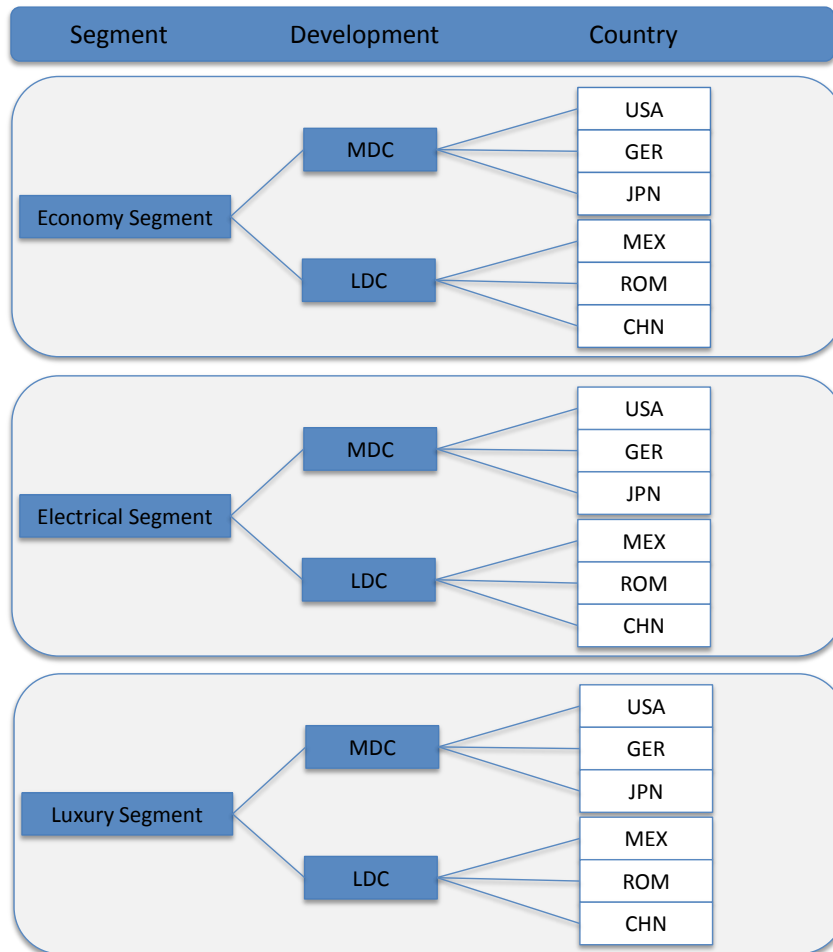 Segment Development Country
USA
MDC
GER
JPN
Economy Segment
MEX
LDC
ROM
CHN
USA
MDC
GER
JPN
Electrical Segment
MEX
LDC
ROM
CHN
USA
MDC
GER
JPN
Luxury Segment
MEX
LDC
ROM
CHN